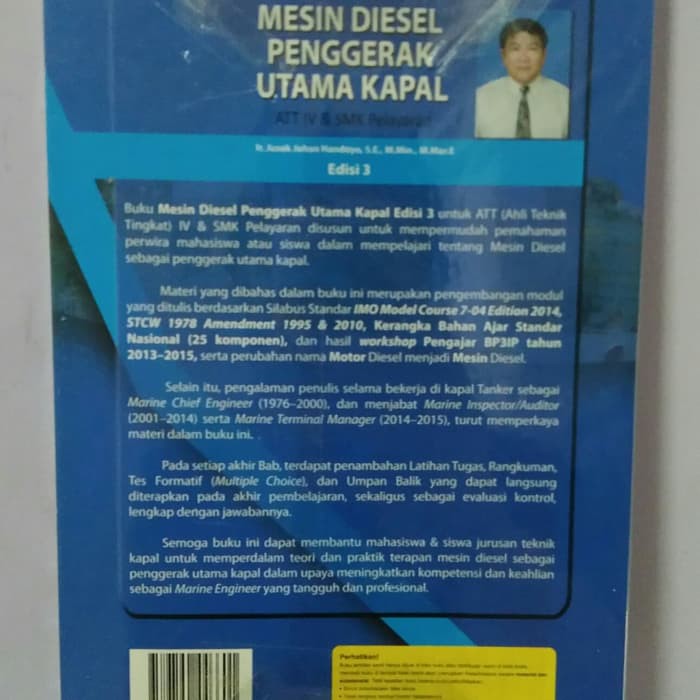 MESIN DIESEL
PENGGERAK
UTAMA KAPAL
ATT IV & SMK Pelayaran
Ir. Jusak Johan Handoyo, S.E., M.Min., M.Mar.E
Edisi 3
Buku Mesin Diesel Penggerak Utama Kapal Edisi 3 untuk ATT (Ahli Teknik
Tingkat) IV & SMK Pelayaran disusun untuk mempermudah pemahaman
perwira mahasiswa atau siswa dalam mempelajari tentang Mesin Diesel
sebagai penggerak utama kapal.
Materi yang dibahas dalam buku ini merupakan pengembangan modul
yang ditulis berdasarkan Silabus Standar IMO Model Course 7-04 Edition 2014,
STCW 1978 Amendment 1995 & 2010, Kerangka Bahan Ajar Standar
Nasional (25 komponen), dan hasil workshop Pengajar BP3IP tahun
2013–2015, serta perubahan nama Motor Diesel menjadi Mesin Diesel.
Selain itu, pengalaman penulis selama bekerja di kapal Tanker sebagai
Marine Chief Engineer (1976–2000), dan menjabat Marine Inspector/Auditor
(2001–2014) serta Marine Terminal Manager (2014–2015), turut memperkaya
materi dalam buku ini.
Pada setiap akhir Bab, terdapat penambahan Latihan Tugas, Rangkuman,
Tes Formatif (Multiple Choice), dan Umpan Balik yang dapat langsung
diterapkan pada akhir pembelajaran, sekaligus sebagai evaluasi kontrol,
lengkap dengan jawabannya.
Semoga buku ini dapat membantu mahasiswa & siswa jurusan teknik
kapal untuk memperdalam teori dan praktik terapan mesin diesel sebagai
penggerak utama kapal dalam upaya meningkatkan kompetensi dan keahlian
sebagai Marine Engineer yang tangguh dan profesional.
Perhatikan!